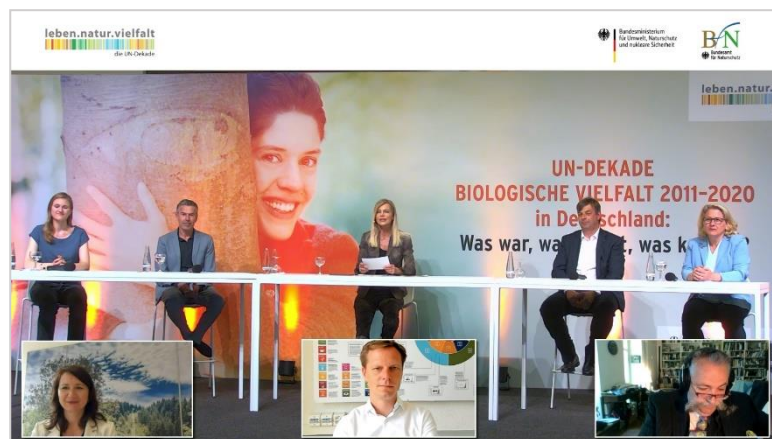 leben.natur.vielfalt
die UN-Dekade
Bundesministerium
für Umwelt, Naturschutz
und nukleare Sicherheit
BfN
Bundesamt
für Naturschutz
leben.natur.
UN-DEKADE
BIOLOGISCHE VIELFALT 2011–2020
in Deutschland:
Was war, was